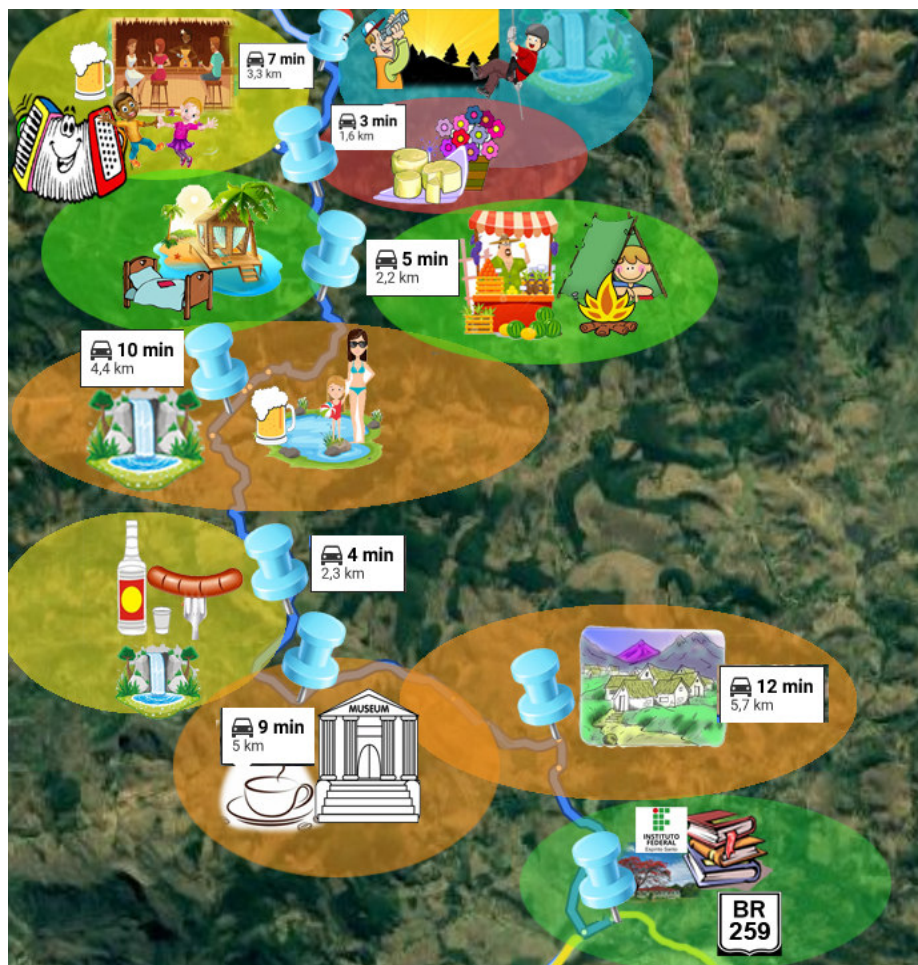 7 min
3,3 km
3 min
1,6 km
5 min
2,2 km
10 min
4,4 km
4 min
2,3 km
12 min
5,7 km
9 min
5 km
MUSEUM
INSTITUTO
FEDERAL
Espírito Santo
BR
259